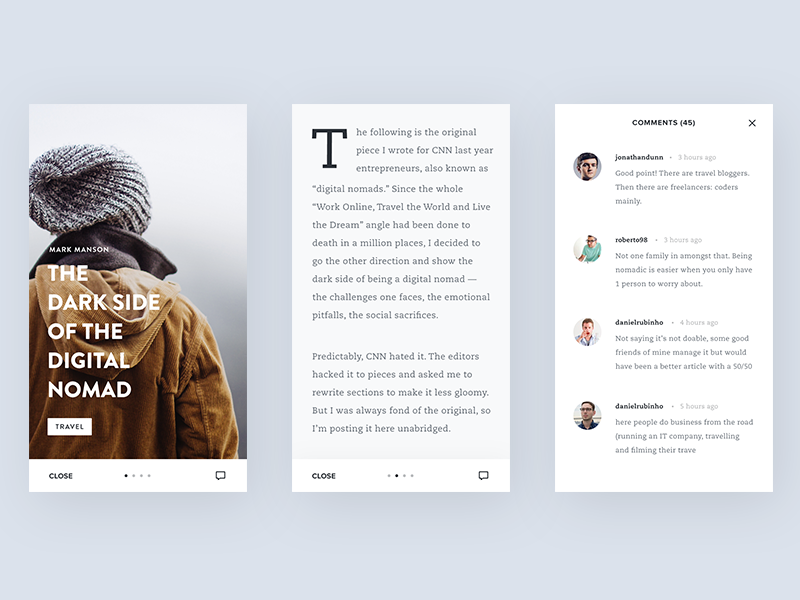 MARK MANSON
THE
DARK SIDE
OF THE
DIGITAL
NOMAD
TRAVEL
CLOSE
The following is the original
piece I wrote for CNN last year
entrepreneurs, also known as
“digital nomads.” Since the whole
“Work Online, Travel the World and Live
the Dream” angle had been done to
death in a million places, I decided to
go the other direction and show the
dark side of being a digital nomad —
the challenges one faces, the emotional
pitfalls, the social sacrifices.
Predictably, CNN hated it. The editors
hacked it to pieces and asked me to
rewrite sections to make it less gloomy.
But I was always fond of the original, so
I’m posting it here unabridged.
CLOSE
COMMENTS (45)
jonathandunn • 3 hours ago
Good point! There are travel bloggers.
Then there are freelancers: coders
mainly.
roberto98 • 3 hours ago
Not one family in amongst that. Being
nomadic is easier when you only have
1 person to worry about.
danielrubinho • 4 hours ago
Not saying it’s not doable, some good
friends of mine manage it but would
have been a better article with a 50/50
danielrubinho • 5 hours ago
here people do business from the road
(running an IT company, travelling
and filming their trave